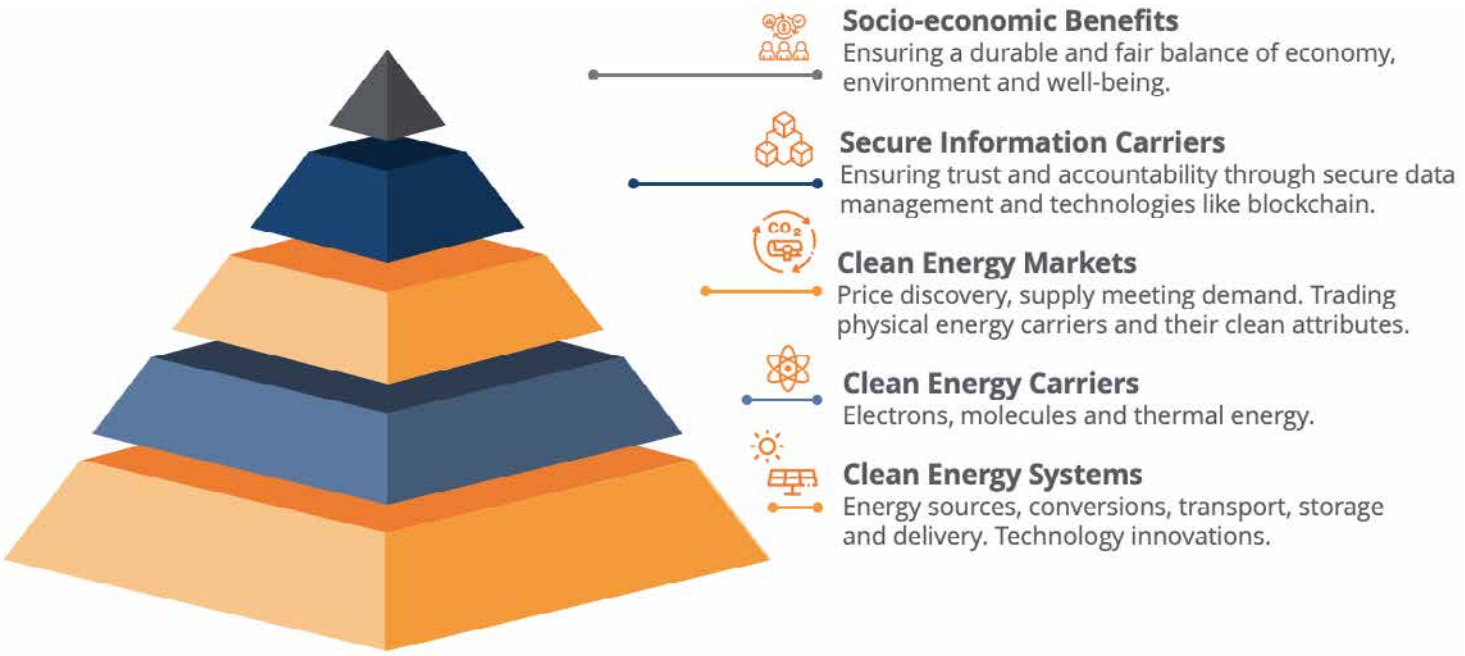 Socio-economic Benefits
Ensuring a durable and fair balance of economy,
environment and well-being.
Secure Information Carriers
Ensuring trust and accountability through secure data
management and technologies like blockchain.
CO₂
Clean Energy Markets
Price discovery, supply meeting demand. Trading
physical energy carriers and their clean attributes.
Clean Energy Carriers
Electrons, molecules and thermal energy.
Clean Energy Systems
Energy sources, conversions, transport, storage
and delivery. Technology innovations.